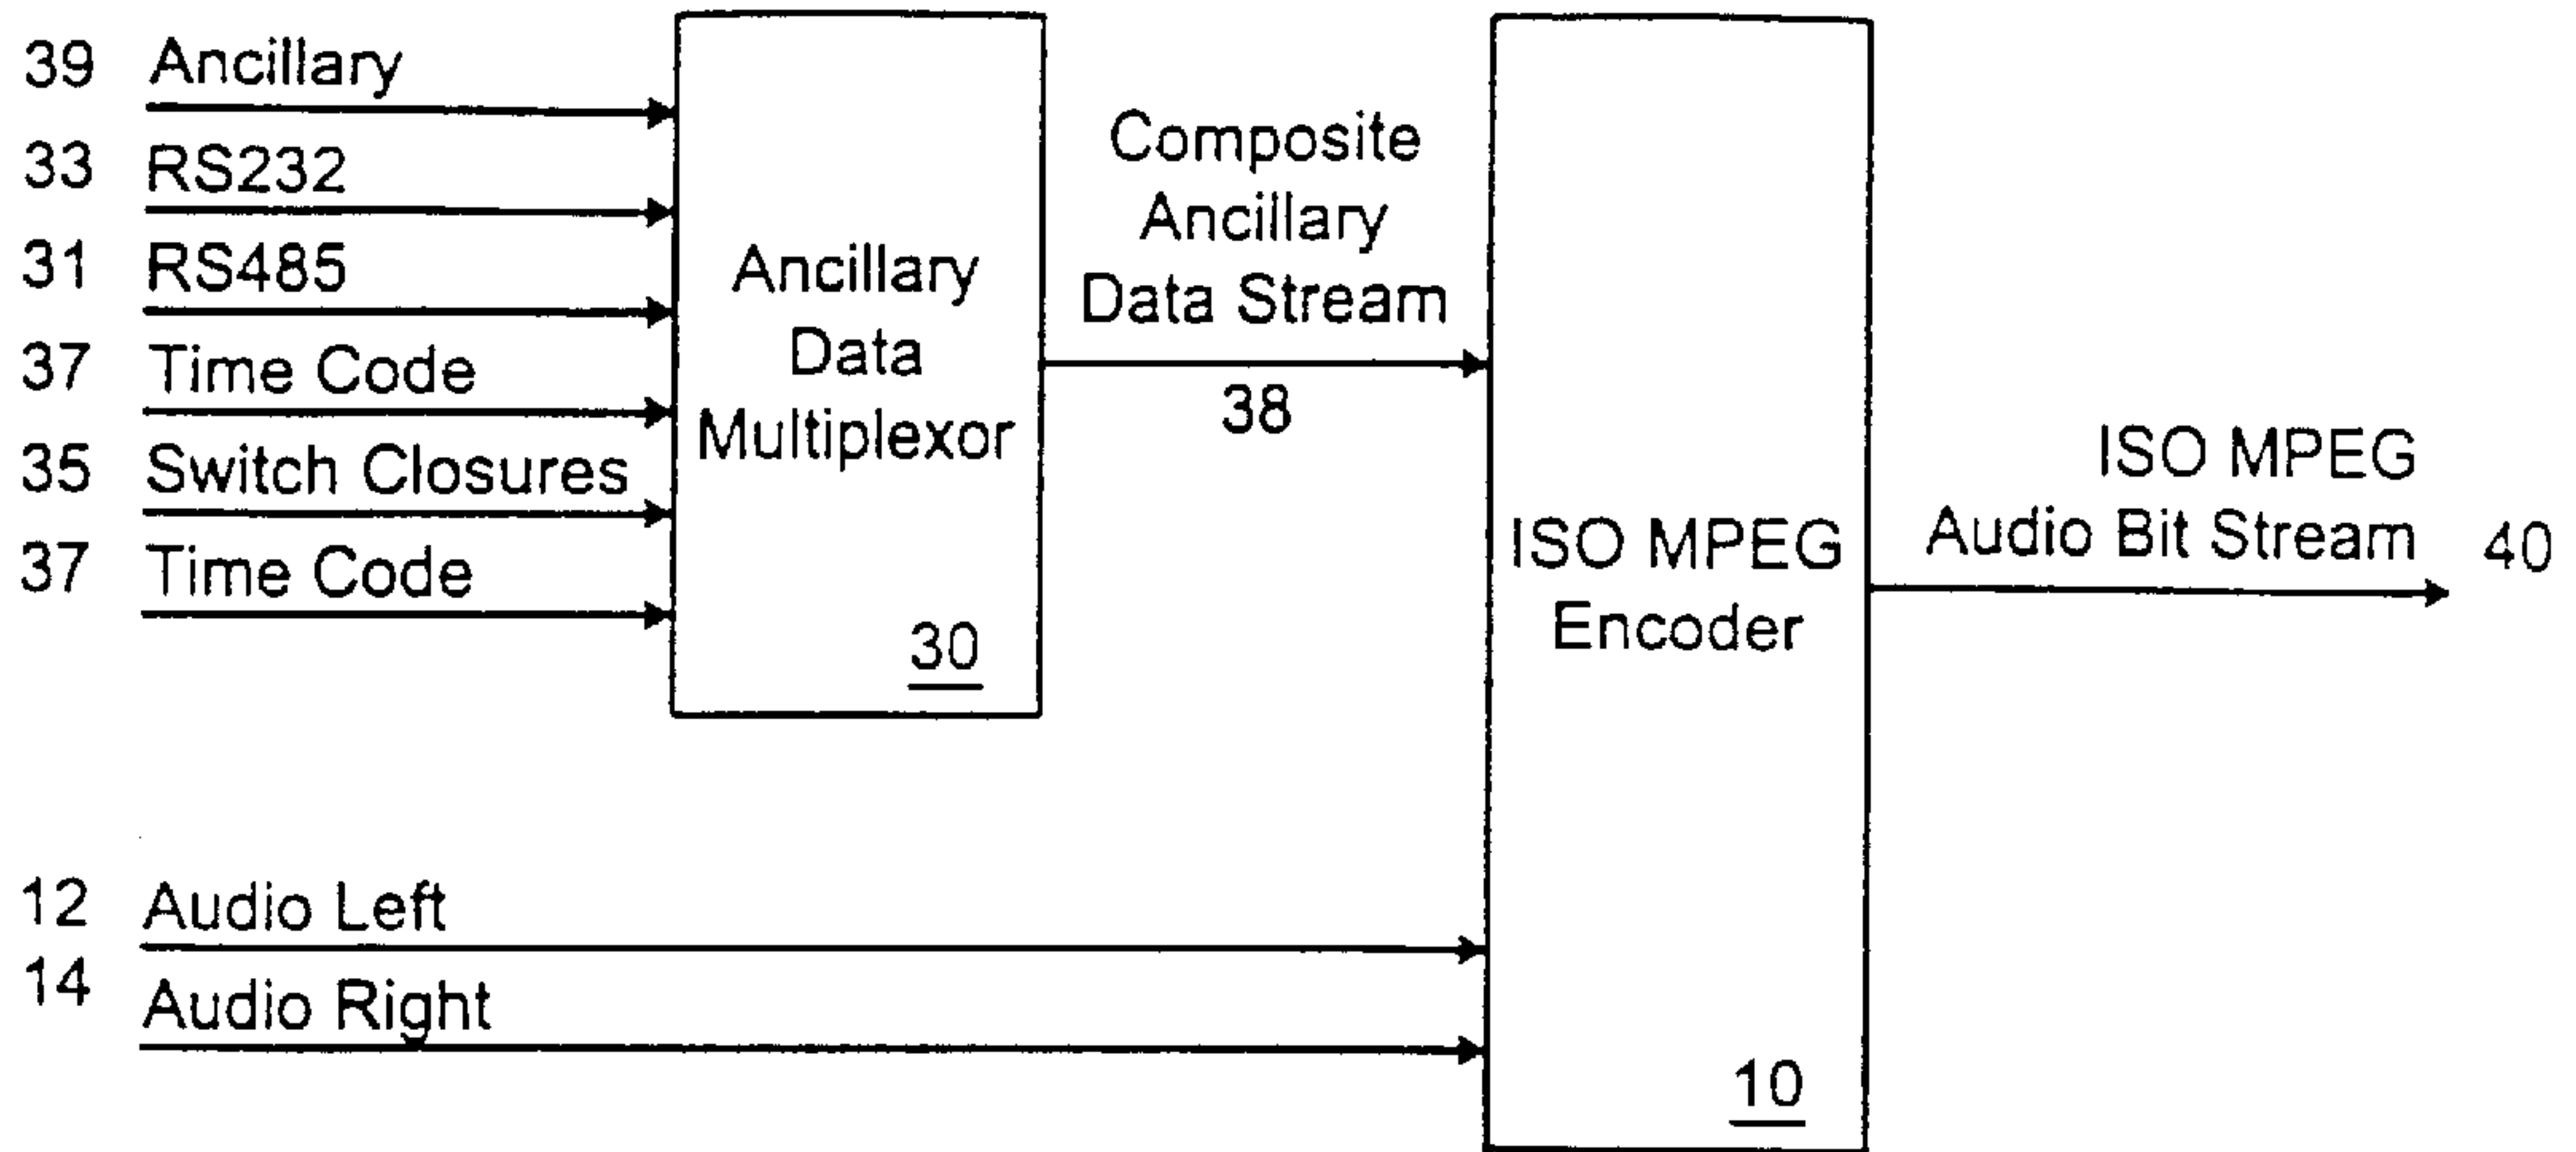 39 Ancillary
33 RS232
31 RS485
37 Time Code
35 Switch Closures
37 Time Code
Ancillary
Data
Multiplexor
30
Composite
Ancillary
Data Stream
38
12 Audio Left
14 Audio Right
ISO MPEG
Encoder
10
ISO MPEG
Audio Bit Stream 40